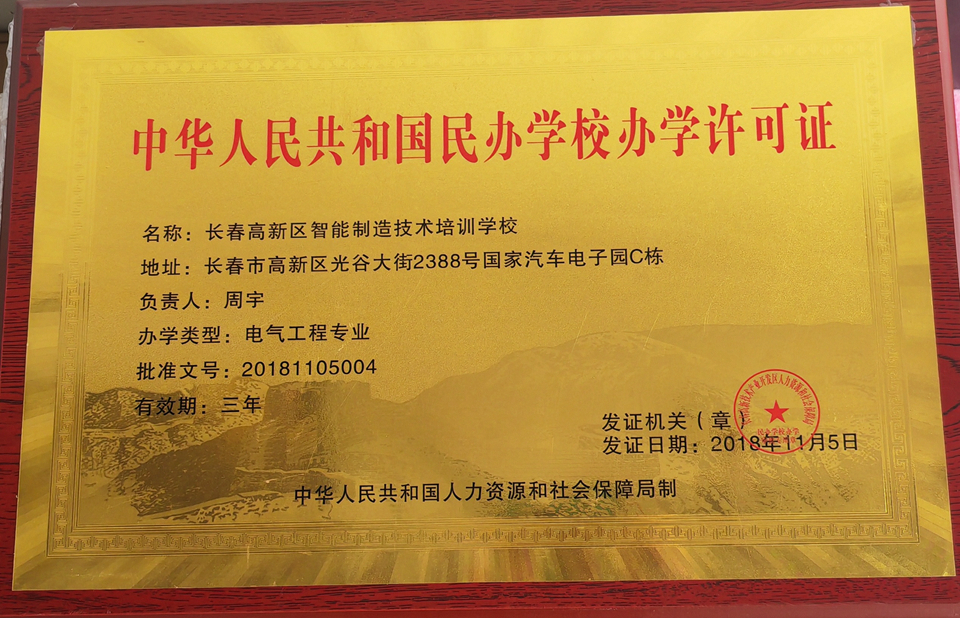 中华人民共和国民办学校办学许可证
名称：长春高新区智能制造技术培训学校
地址：长春市高新区光谷大街2388号国家汽车电子园C栋
负责人：周宇
办学类型：电气工程专业
批准文号：20181105004
有效期：三年
发证机关（章）
发证日期：2018年11月5日
中华人民共和国人力资源和社会保障局制